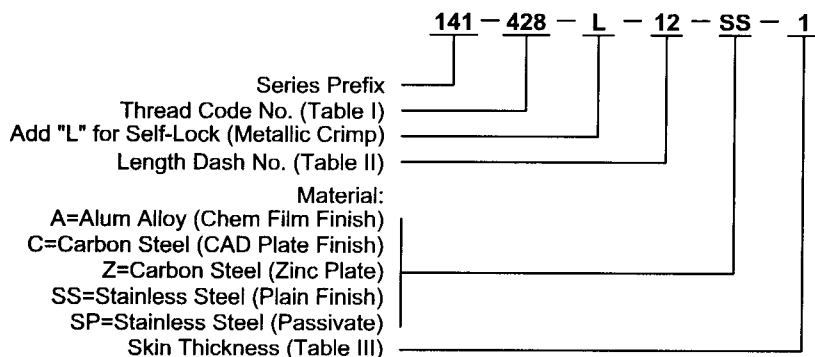 141 – 428 – L – 12 – SS – 1
Series Prefix
Thread Code No. (Table I)
Add "L" for Self-Lock (Metallic Crimp)
Length Dash No. (Table II)
Material:
A=Alum Alloy (Chem Film Finish)
C=Carbon Steel (CAD Plate Finish)
Z=Carbon Steel (Zinc Plate)
SS=Stainless Steel (Plain Finish)
SP=Stainless Steel (Passivate)
Skin Thickness (Table III)